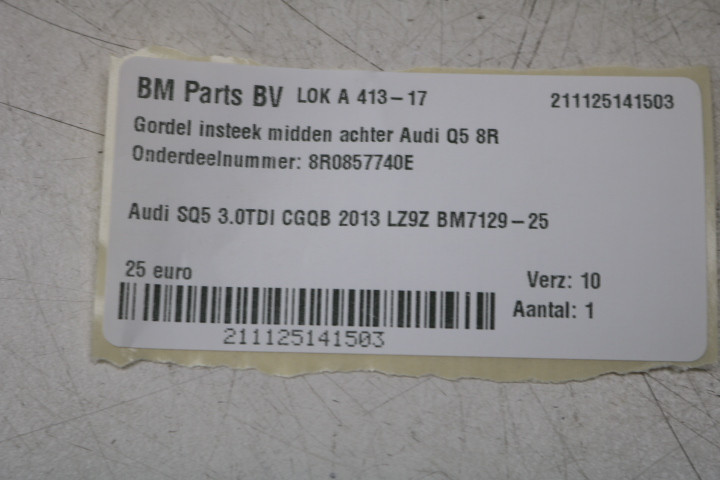 BM Parts BV LOK A 413-17 211125141503
Gordel insteek midden achter Audi Q5 8R
Onderdeelnummer: 8R0857740E
Audi SQ5 3.0TDI CGQB 2013 LZ9Z BM7129-25
25 euro Verz: 10
Aantal: 1
211125141503